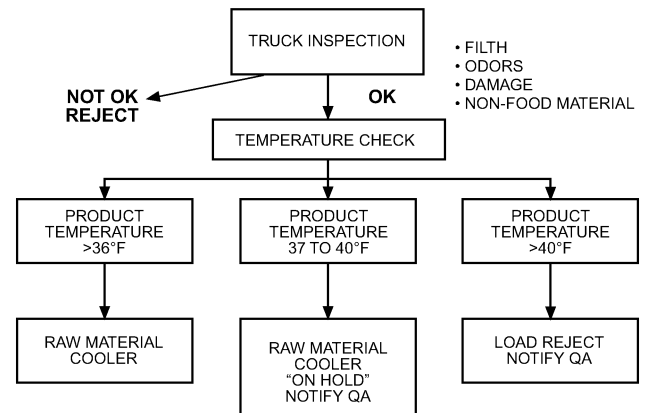 TRUCK INSPECTION
• FILTH
• ODORS
• DAMAGE
• NON-FOOD MATERIAL
NOT OK
REJECT
OK
TEMPERATURE CHECK
PRODUCT
TEMPERATURE
>36°F
PRODUCT
TEMPERATURE
37 TO 40°F
PRODUCT
TEMPERATURE
>40°F
RAW MATERIAL
COOLER
RAW MATERIAL
COOLER
“ON HOLD”
NOTIFY QA
LOAD REJECT
NOTIFY QA